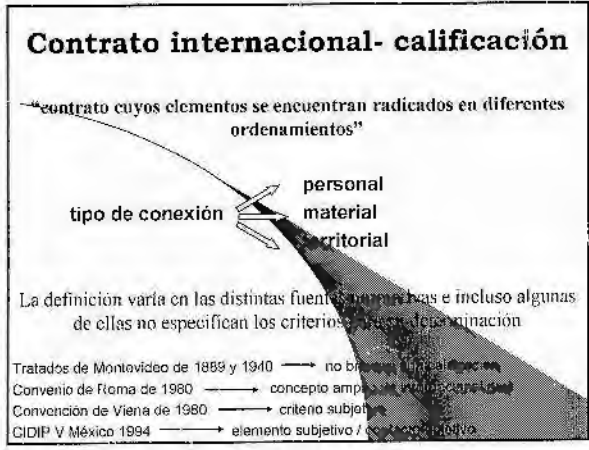 Contrato internacional- calificación
"contrato cuyos elementos se encuentran radicados en diferentes
ordenamientos"
personal
tipo de conexión
material
territorial
La definición varía en las distintas fuentes normativas e incluso algunas
de ellas no especifican los criterios determinación
Tratados de Montevideo de 1889 y 1940 no
Convenio de Roma de 1980 concepto
Convención de Viena de 1980 criterio subjetivo
CIDIP V México 1994 elemento subjetivo /